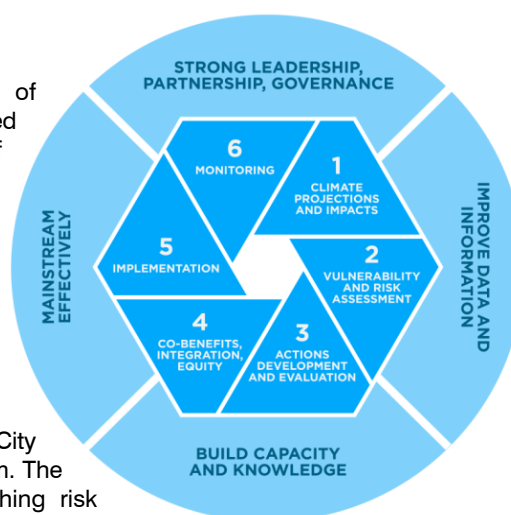 of
STRONG LEADERSHIP,
PARTNERSHIP, GOVERNANCE
6
MONITORING
1
CLIMATE
PROJECTIONS
AND IMPACTS
2
VULNERABILITY
AND RISK
ASSESSMENT
3
ACTIONS
DEVELOPMENT
AND EVALUATION
4
CO-BENEFITS,
INTEGRATION,
EQUITY
5
IMPLEMENTATION
MAINSTREAM
EFFECTIVELY
IMPROVE DATA AND
INFORMATION
BUILD CAPACITY
AND KNOWLEDGE
City
The
risk